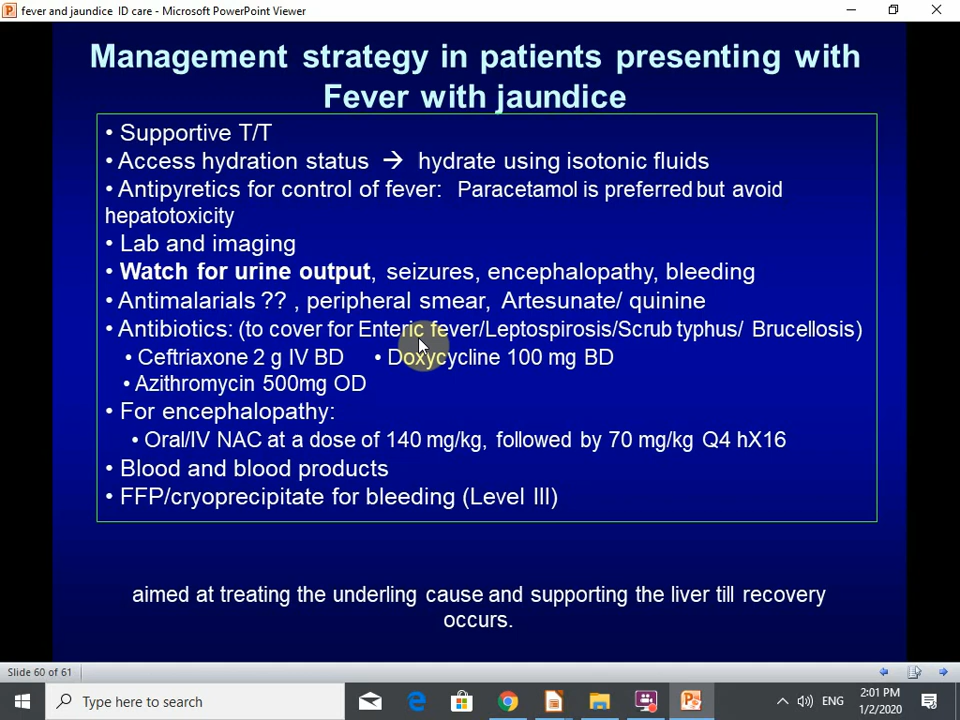 fever and jaundice ID care - Microsoft PowerPoint Viewer
Management strategy in patients presenting with
Fever with jaundice
• Supportive T/T
• Access hydration status → hydrate using isotonic fluids
• Antipyretics for control of fever: Paracetamol is preferred but avoid
hepatotoxicity
• Lab and imaging
• Watch for urine output, seizures, encephalopathy, bleeding
• Antimalarials ?? , peripheral smear, Artesunate/ quinine
• Antibiotics: (to cover for Enteric fever/Leptospirosis/Scrub typhus/ Brucellosis)
• Ceftriaxone 2 g IV BD • Doxycycline 100 mg BD
• Azithromycin 500mg OD
• For encephalopathy:
• Oral/IV NAC at a dose of 140 mg/kg, followed by 70 mg/kg Q4 hX16
• Blood and blood products
• FFP/cryoprecipitate for bleeding (Level III)
aimed at treating the underling cause and supporting the liver till recovery
occurs.
Slide 60 of 61
Type here to search
ENG
2:01 PM
1/2/2020